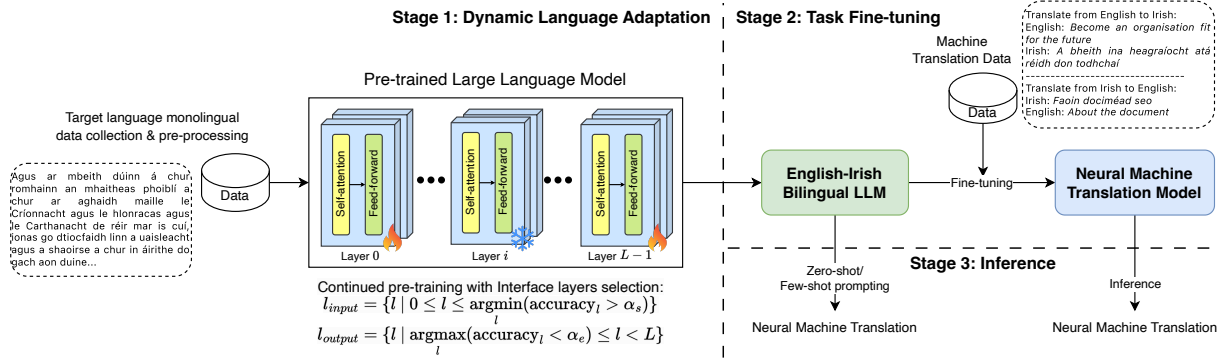 Stage 1: Dynamic Language Adaptation
Pre-trained Large Language Model
Target language monolingual
data collection & pre-processing
Agus ar mbeith dúinn á chur
romhainn an mhaitheas phoiblí a
chur ar aghaidh maille le
Críonnacht agus le hIonracas agus
le Carthanacht de réir mar is cuí,
ionas go dtiocfaidh linn a uaisleacht
agus a shaoirse a chur in áirithe do
gach aon duine...
Data
Self-attention
Feed-forward
Layer 0
•••
Self-attention
Feed-forward
Layer i
•••
Self-attention
Feed-forward
Layer L − 1
Continued pre-training with Interface layers selection:
l_input = {l | 0 ≤ l ≤ argmin(accuracy_l > α_s)}
l
l_output = {l | argmax(accuracy_l < α_e) ≤ l < L}
l
Stage 2: Task Fine-tuning
Machine
Translation Data
Data
Translate from English to Irish:
English: Become an organisation fit
for the future
Irish: A bheith ina heagraíocht atá
réidh don todhchaí
Translate from Irish to English:
Irish: Faoin dociméad seo
English: About the document
English-Irish
Bilingual LLM
Fine-tuning
Neural Machine
Translation Model
Stage 3: Inference
Zero-shot/
Few-shot prompting
Neural Machine Translation
Inference
Neural Machine Translation